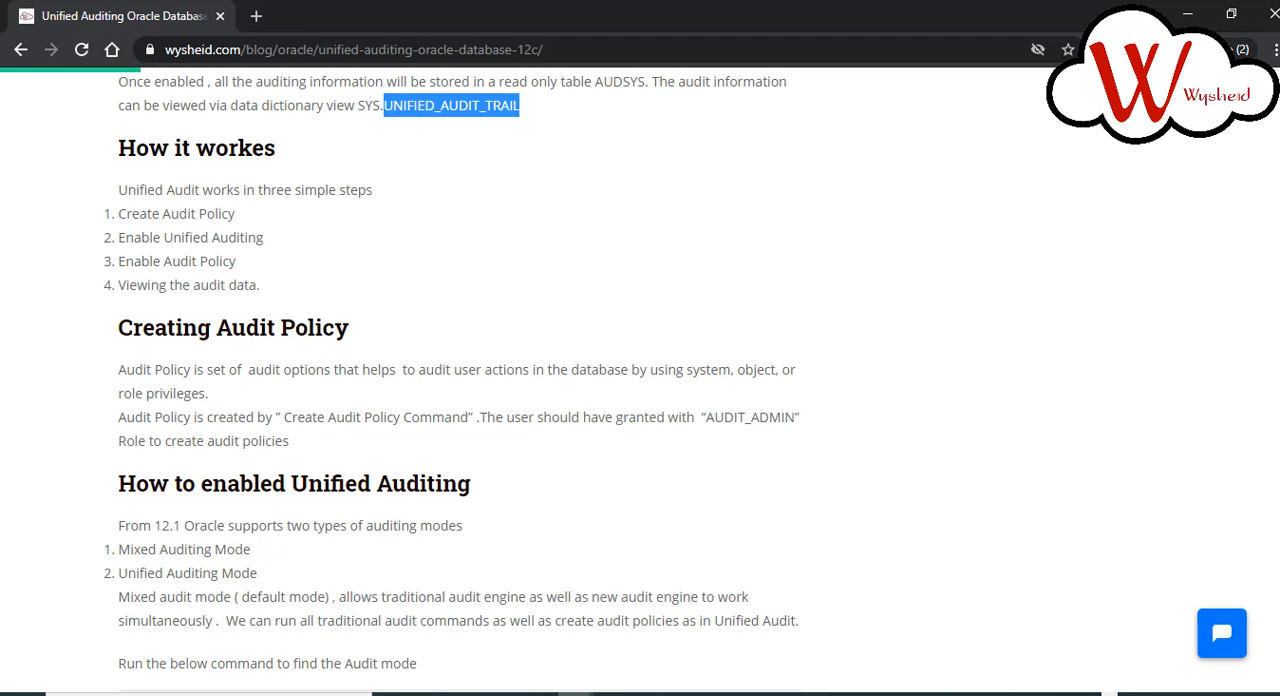 Unified Auditing Oracle Databas
wysheid.com/blog/oracle/unified-auditing-oracle-database-12c/
(2)
W Wysheid
Once enabled , all the auditing information will be stored in a read only table AUDSYS. The audit information
can be viewed via data dictionary view SYS.UNIFIED_AUDIT_TRAIL
How it workes
Unified Audit works in three simple steps
1. Create Audit Policy
2. Enable Unified Auditing
3. Enable Audit Policy
4. Viewing the audit data.
Creating Audit Policy
Audit Policy is set of  audit options that helps  to audit user actions in the database by using system, object, or
role privileges.
Audit Policy is created by ” Create Audit Policy Command” .The user should have granted with  “AUDIT_ADMIN”
Role to create audit policies
How to enabled Unified Auditing
From 12.1 Oracle supports two types of auditing modes
1. Mixed Auditing Mode
2. Unified Auditing Mode
Mixed audit mode ( default mode) , allows traditional audit engine as well as new audit engine to work
simultaneously .  We can run all traditional audit commands as well as create audit policies as in Unified Audit.
Run the below command to find the Audit mode